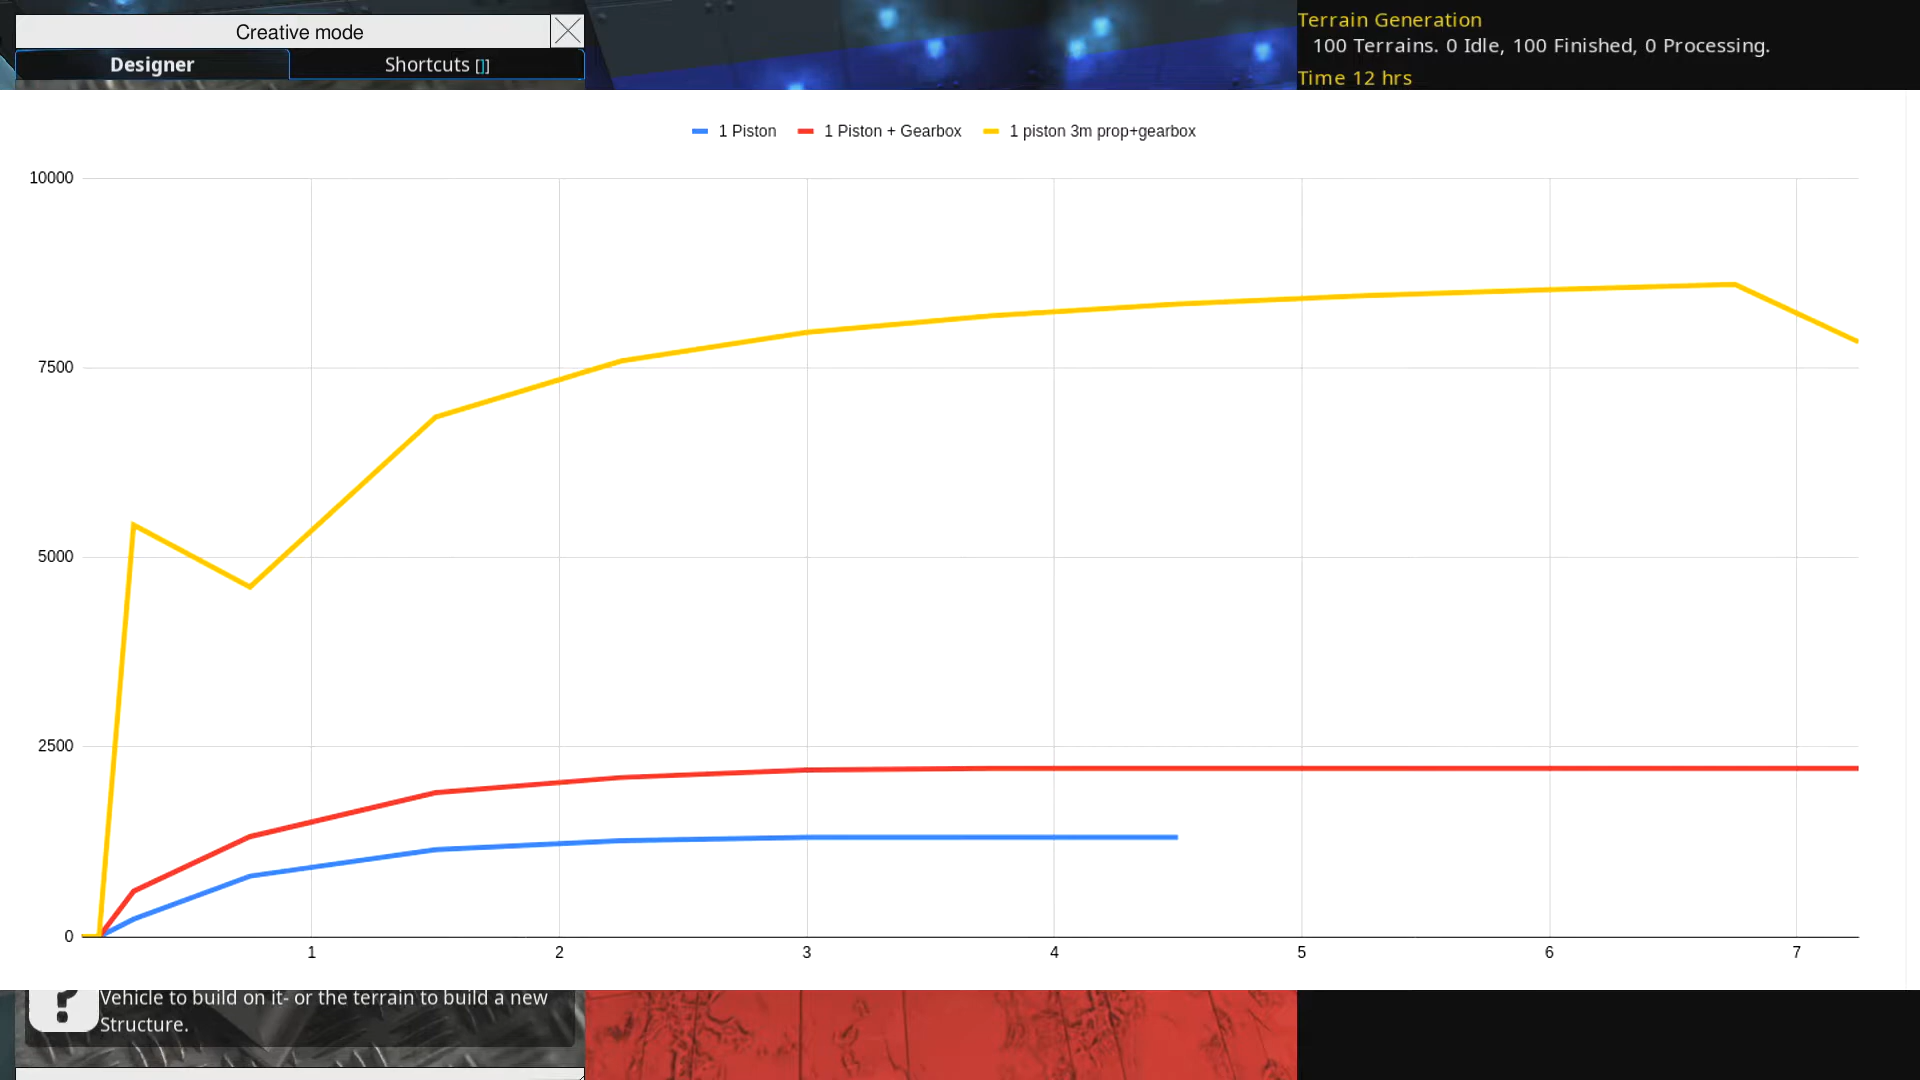 Creative mode
Designer
Shortcuts []
Terrain Generation
100 Terrains. 0 Idle, 100 Finished, 0 Processing.
Time 12 hrs
1 Piston
1 Piston + Gearbox
1 piston 3m prop+gearbox
10000
7500
5000
2500
0
1
2
3
4
5
6
7
?
Vehicle to build on it- or the terrain to build a new
Structure.